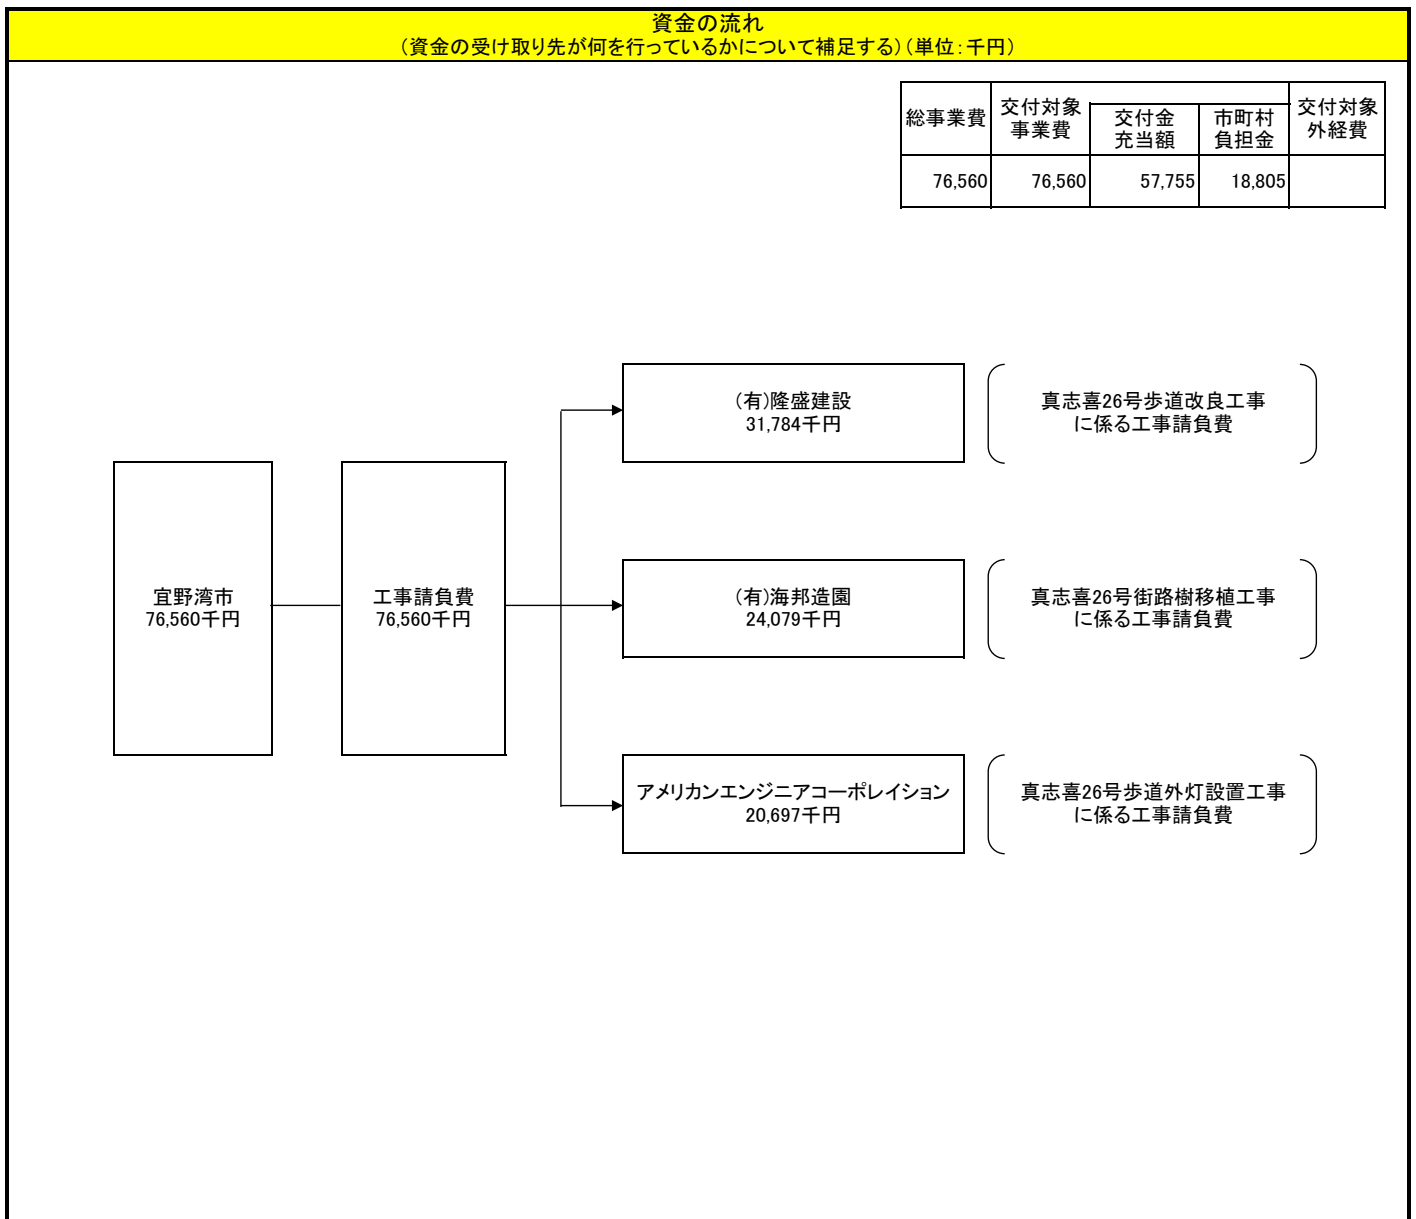 資金の流れ
（資金の受け取り先が何を行っているかについて補足する）（単位：千円）
総事業費
交付対象
事業費
交付金
充当額
市町村
負担金
交付対象
外経費
76,560 76,560 57,755 18,805
（有）隆盛建設
31,784千円
真志喜26号歩道改良工事
に係る工事請負費
宜野湾市
76,560千円
工事請負費
76,560千円
（有）海邦造園
24,079千円
真志喜26号街路樹移植工事
に係る工事請負費
アメリカンエンジニアコーポレイション
20,697千円
真志喜26号歩道外灯設置工事
に係る工事請負費